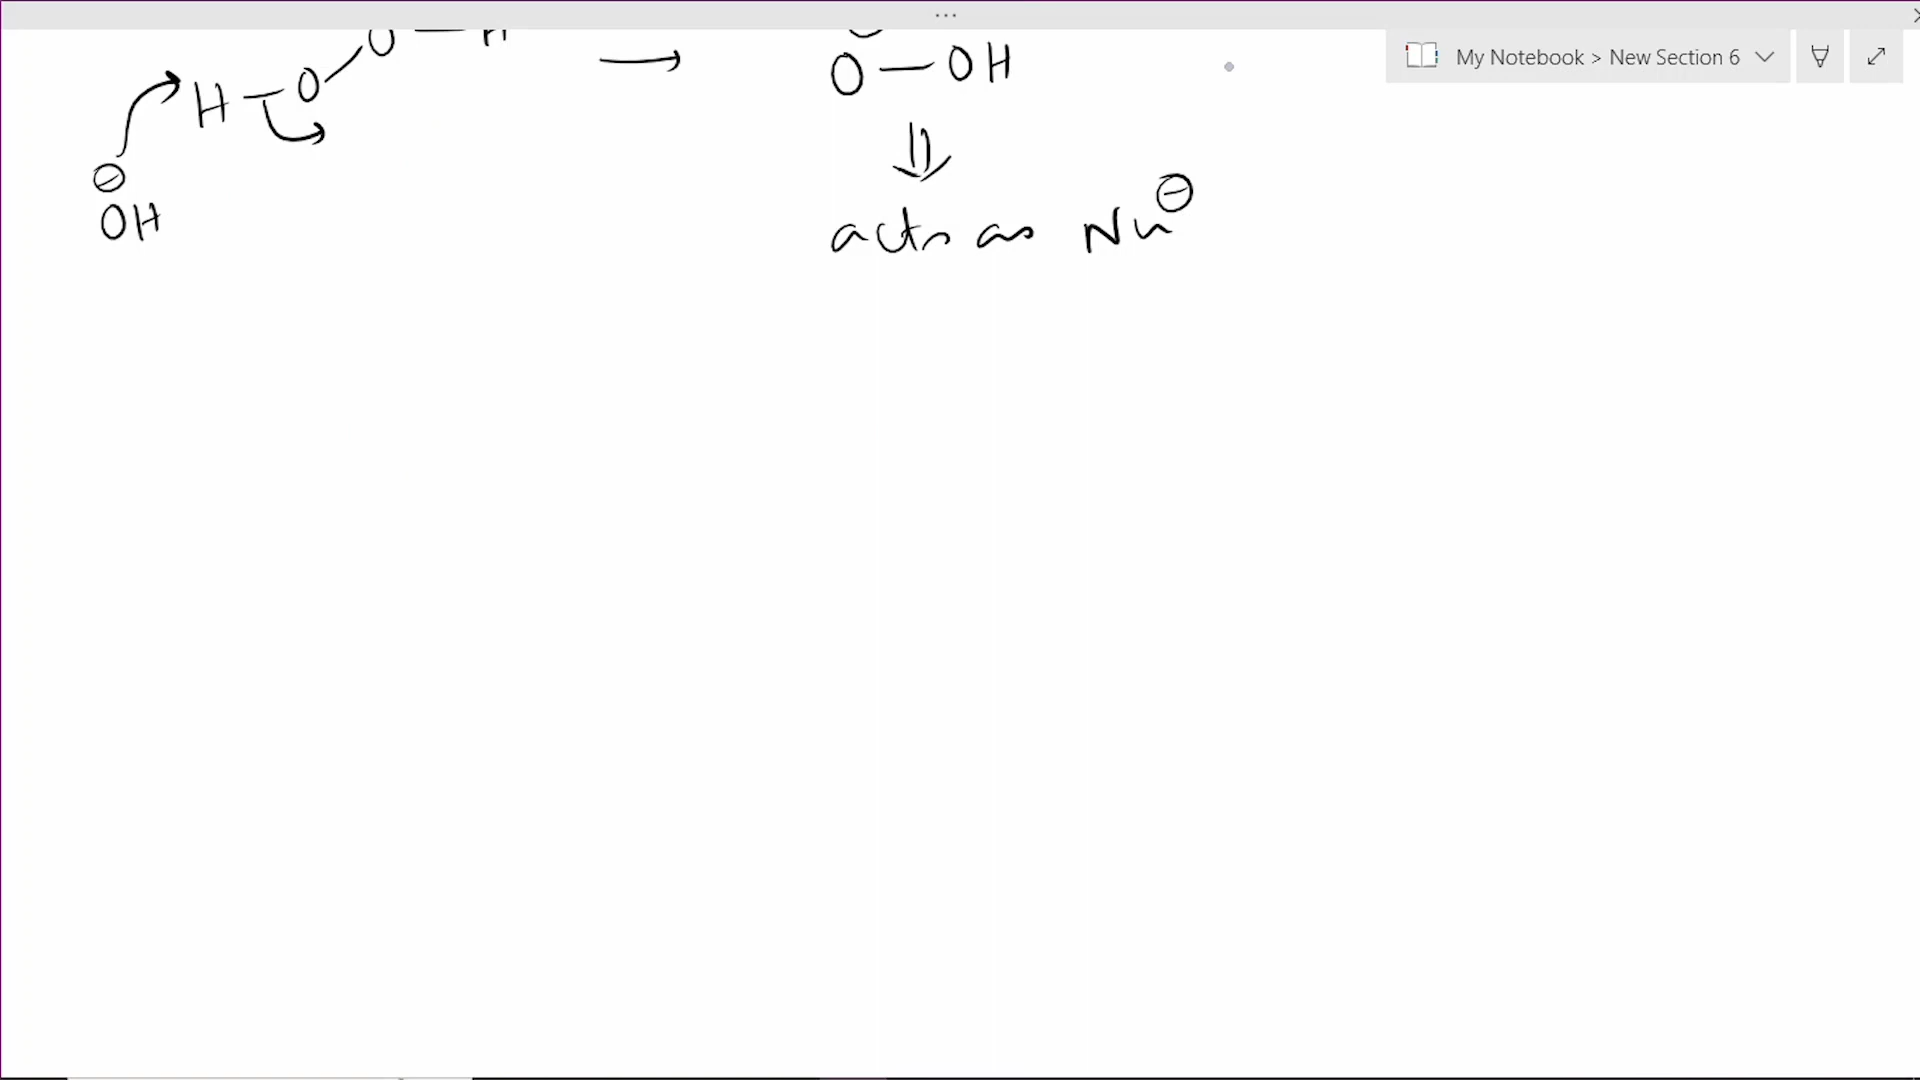 ...
My Notebook > New Section 6
O — H
H — O
→
O — OH
⊖
OH
⇓
acts as Nu⊖